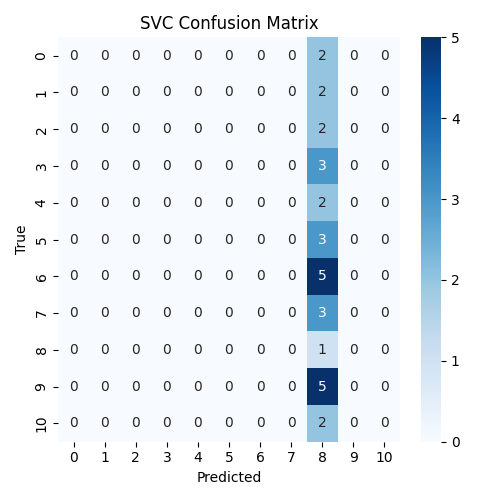 SVC Confusion Matrix
0 0 0 0 0 0 0 0 0 2 0 0
1 0 0 0 0 0 0 0 0 2 0 0
2 0 0 0 0 0 0 0 0 2 0 0
3 0 0 0 0 0 0 0 0 3 0 0
4 0 0 0 0 0 0 0 0 2 0 0
5 0 0 0 0 0 0 0 0 3 0 0
6 0 0 0 0 0 0 0 0 5 0 0
7 0 0 0 0 0 0 0 0 3 0 0
8 0 0 0 0 0 0 0 0 1 0 0
9 0 0 0 0 0 0 0 0 5 0 0
10 0 0 0 0 0 0 0 0 2 0 0
0 1 2 3 4 5 6 7 8 9 10
Predicted
True
5
4
3
2
1
0